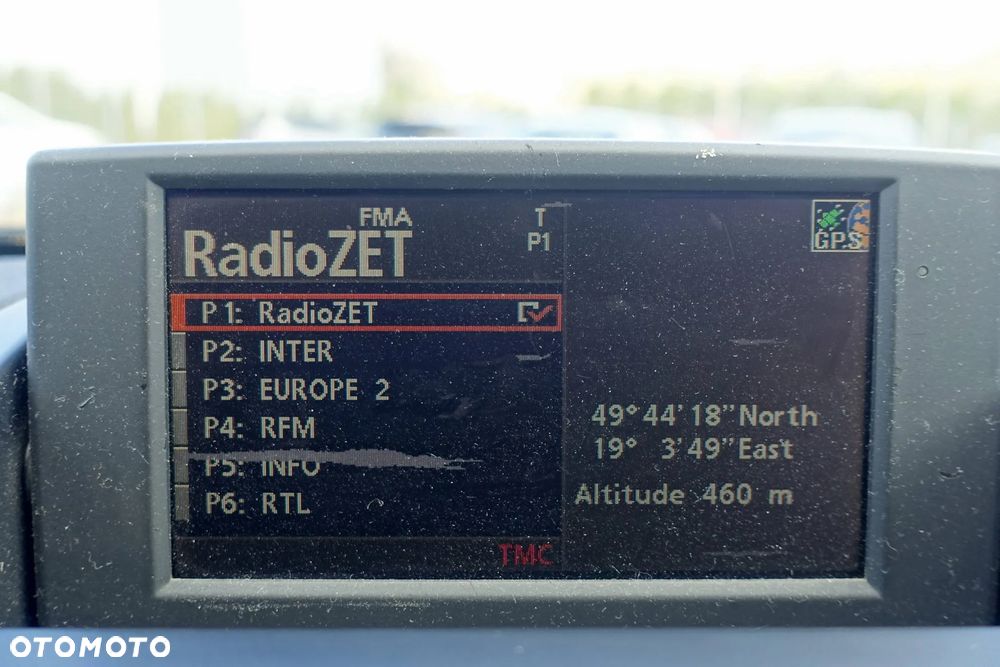 FMA
T
RadioZET
P1
GPS
P1: RadioZET
P2: INTER
P3: EUROPE 2
P4: RFM
P5: INFO
P6: RTL
49°44'18"North
19° 3'49"East
Altitude 460 m
TMC
OTOMOTO